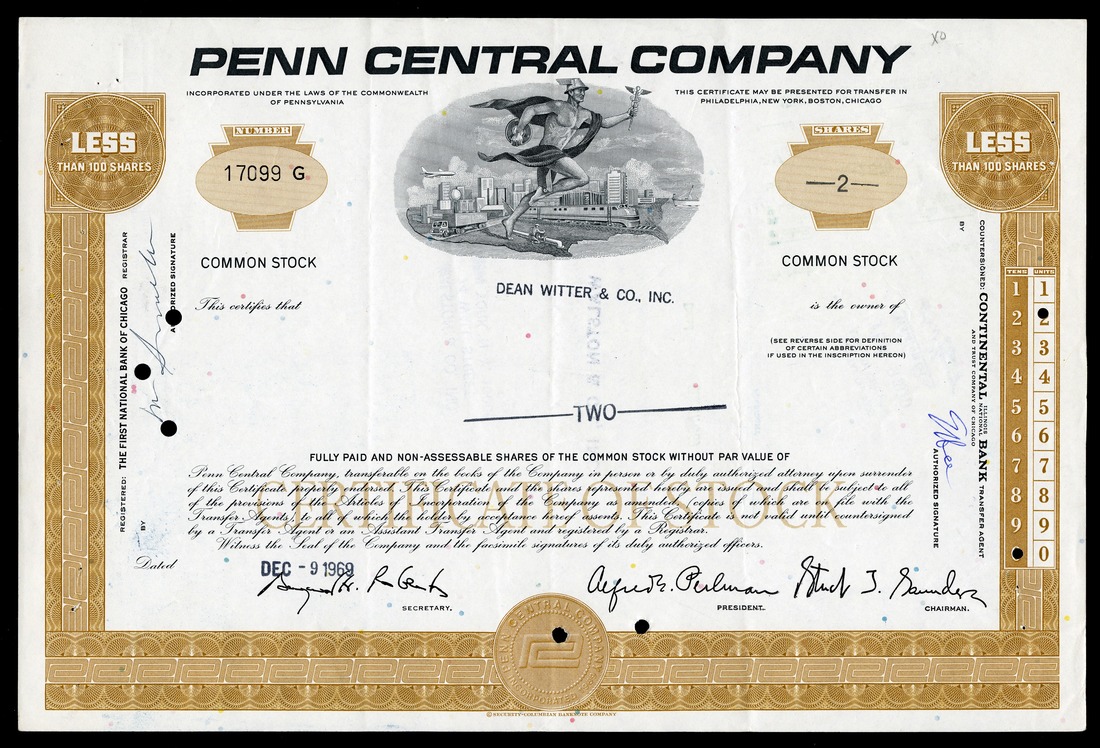 PENN CENTRAL COMPANY
INCORPORATED UNDER THE LAWS OF THE COMMONWEALTH
OF PENNSYLVANIA
THIS CERTIFICATE MAY BE PRESENTED FOR TRANSFER IN
PHILADELPHIA, NEW YORK, BOSTON, CHICAGO
LESS
THAN 100 SHARES
NUMBER
17099 G
SHARES
—2—
LESS
THAN 100 SHARES
COMMON STOCK
COMMON STOCK
This certifies that
DEAN WITTER & CO., INC.
is the owner of
(SEE REVERSE SIDE FOR DEFINITION
OF CERTAIN ABBREVIATIONS
IF USED IN THE INSCRIPTION HEREON)
—TWO—
FULLY PAID AND NON-ASSESSABLE SHARES OF THE COMMON STOCK WITHOUT PAR VALUE OF
Penn Central Company, transferable on the books of the Company in person or by duly authorized attorney upon surrender
of this Certificate properly endorsed. This Certificate and the shares represented hereby are issued and shall be subject to all
of the provisions of the Articles of Incorporation of the Company as amended (copies of which are on file with the
Transfer Agents) to all of which the holder by acceptance hereof assents. This Certificate is not valid until countersigned
by a Transfer Agent or an Assistant Transfer Agent and registered by a Registrar.
Witness the Seal of the Company and the facsimile signatures of its duly authorized officers.
CERTIFICATE OF STOCK
Dated
DEC -9 1969
SECRETARY.
Alfred E. Perlman
PRESIDENT.
Stuart T. Saunders
CHAIRMAN.
REGISTERED:
THE FIRST NATIONAL BANK OF CHICAGO REGISTRAR
BY
AUTHORIZED SIGNATURE
COUNTERSIGNED:
CONTINENTAL ILLINOIS NATIONAL BANK
AND TRUST COMPANY OF CHICAGO
TRANSFER AGENT
BY
AUTHORIZED SIGNATURE
TENS UNITS
1 1
2 2
3 3
4 4
5 5
6 6
7 7
8 8
9 9
0
PENN CENTRAL COMPANY
© SECURITY-COLUMBIAN BANKNOTE COMPANY